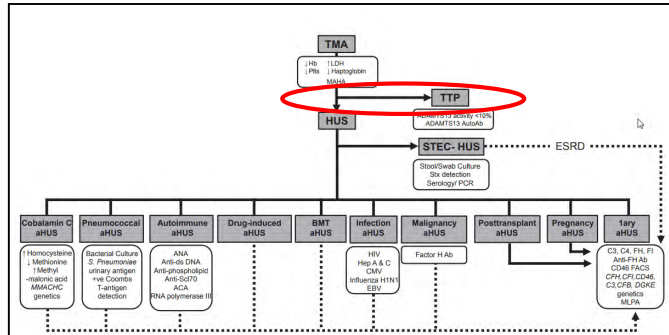 TMA
↓Hb ↑LDH
↓Plts ↓Haptoglobin
MAHA
TTP
ADAMTS13 activity <10%
ADAMTS13 AutoAb
HUS
STEC- HUS
ESRD
Stool/Swab Culture
Stx detection
Serology/ PCR
Cobalamin C
aHUS
↑Homocysteine
↓ Methionine
↑Methyl
-malonic acid
MMACHC
genetics
Pneumococcal
aHUS
Bacterial Culture
S. Pneumoniae
urinary antigen
+ve Coombs
T-antigen
detection
Autoimmune
aHUS
ANA
Anti-ds DNA
Anti-phospholipid
Anti-Scl70
ACA
RNA polymerase III
Drug-induced
aHUS
BMT
aHUS
Infection
aHUS
HIV
Hep A & C
CMV
Influenza H1N1
EBV
Malignancy
aHUS
Factor H Ab
Posttransplant
aHUS
Pregnancy
aHUS
1ary
aHUS
C3, C4, FH, FI
Anti-FH Ab
CD46 FACS
CFH,CFI,CD46,
C3,CFB, DGKE
genetics
MLPA